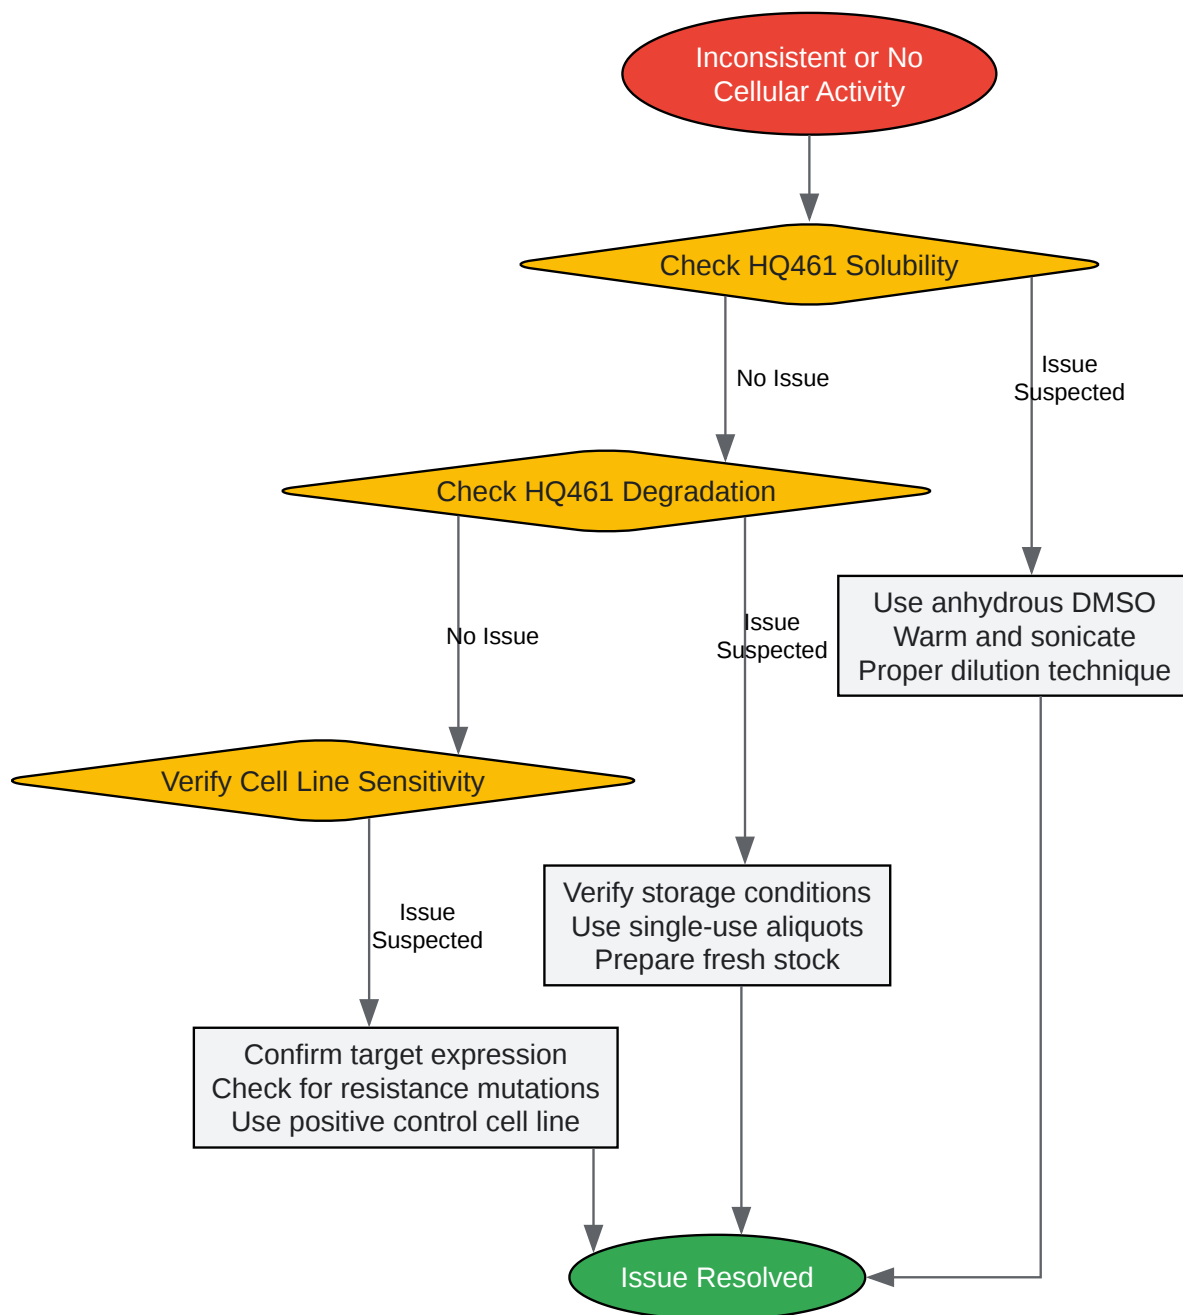 Inconsistent or No
Cellular Activity
Check HQ461 Solubility
No Issue
Issue
Suspected
Check HQ461 Degradation
No Issue
Issue
Suspected
Use anhydrous DMSO
Warm and sonicate
Proper dilution technique
Verify Cell Line Sensitivity
Issue
Suspected
Verify storage conditions
Use single-use aliquots
Prepare fresh stock
Confirm target expression
Check for resistance mutations
Use positive control cell line
Issue Resolved